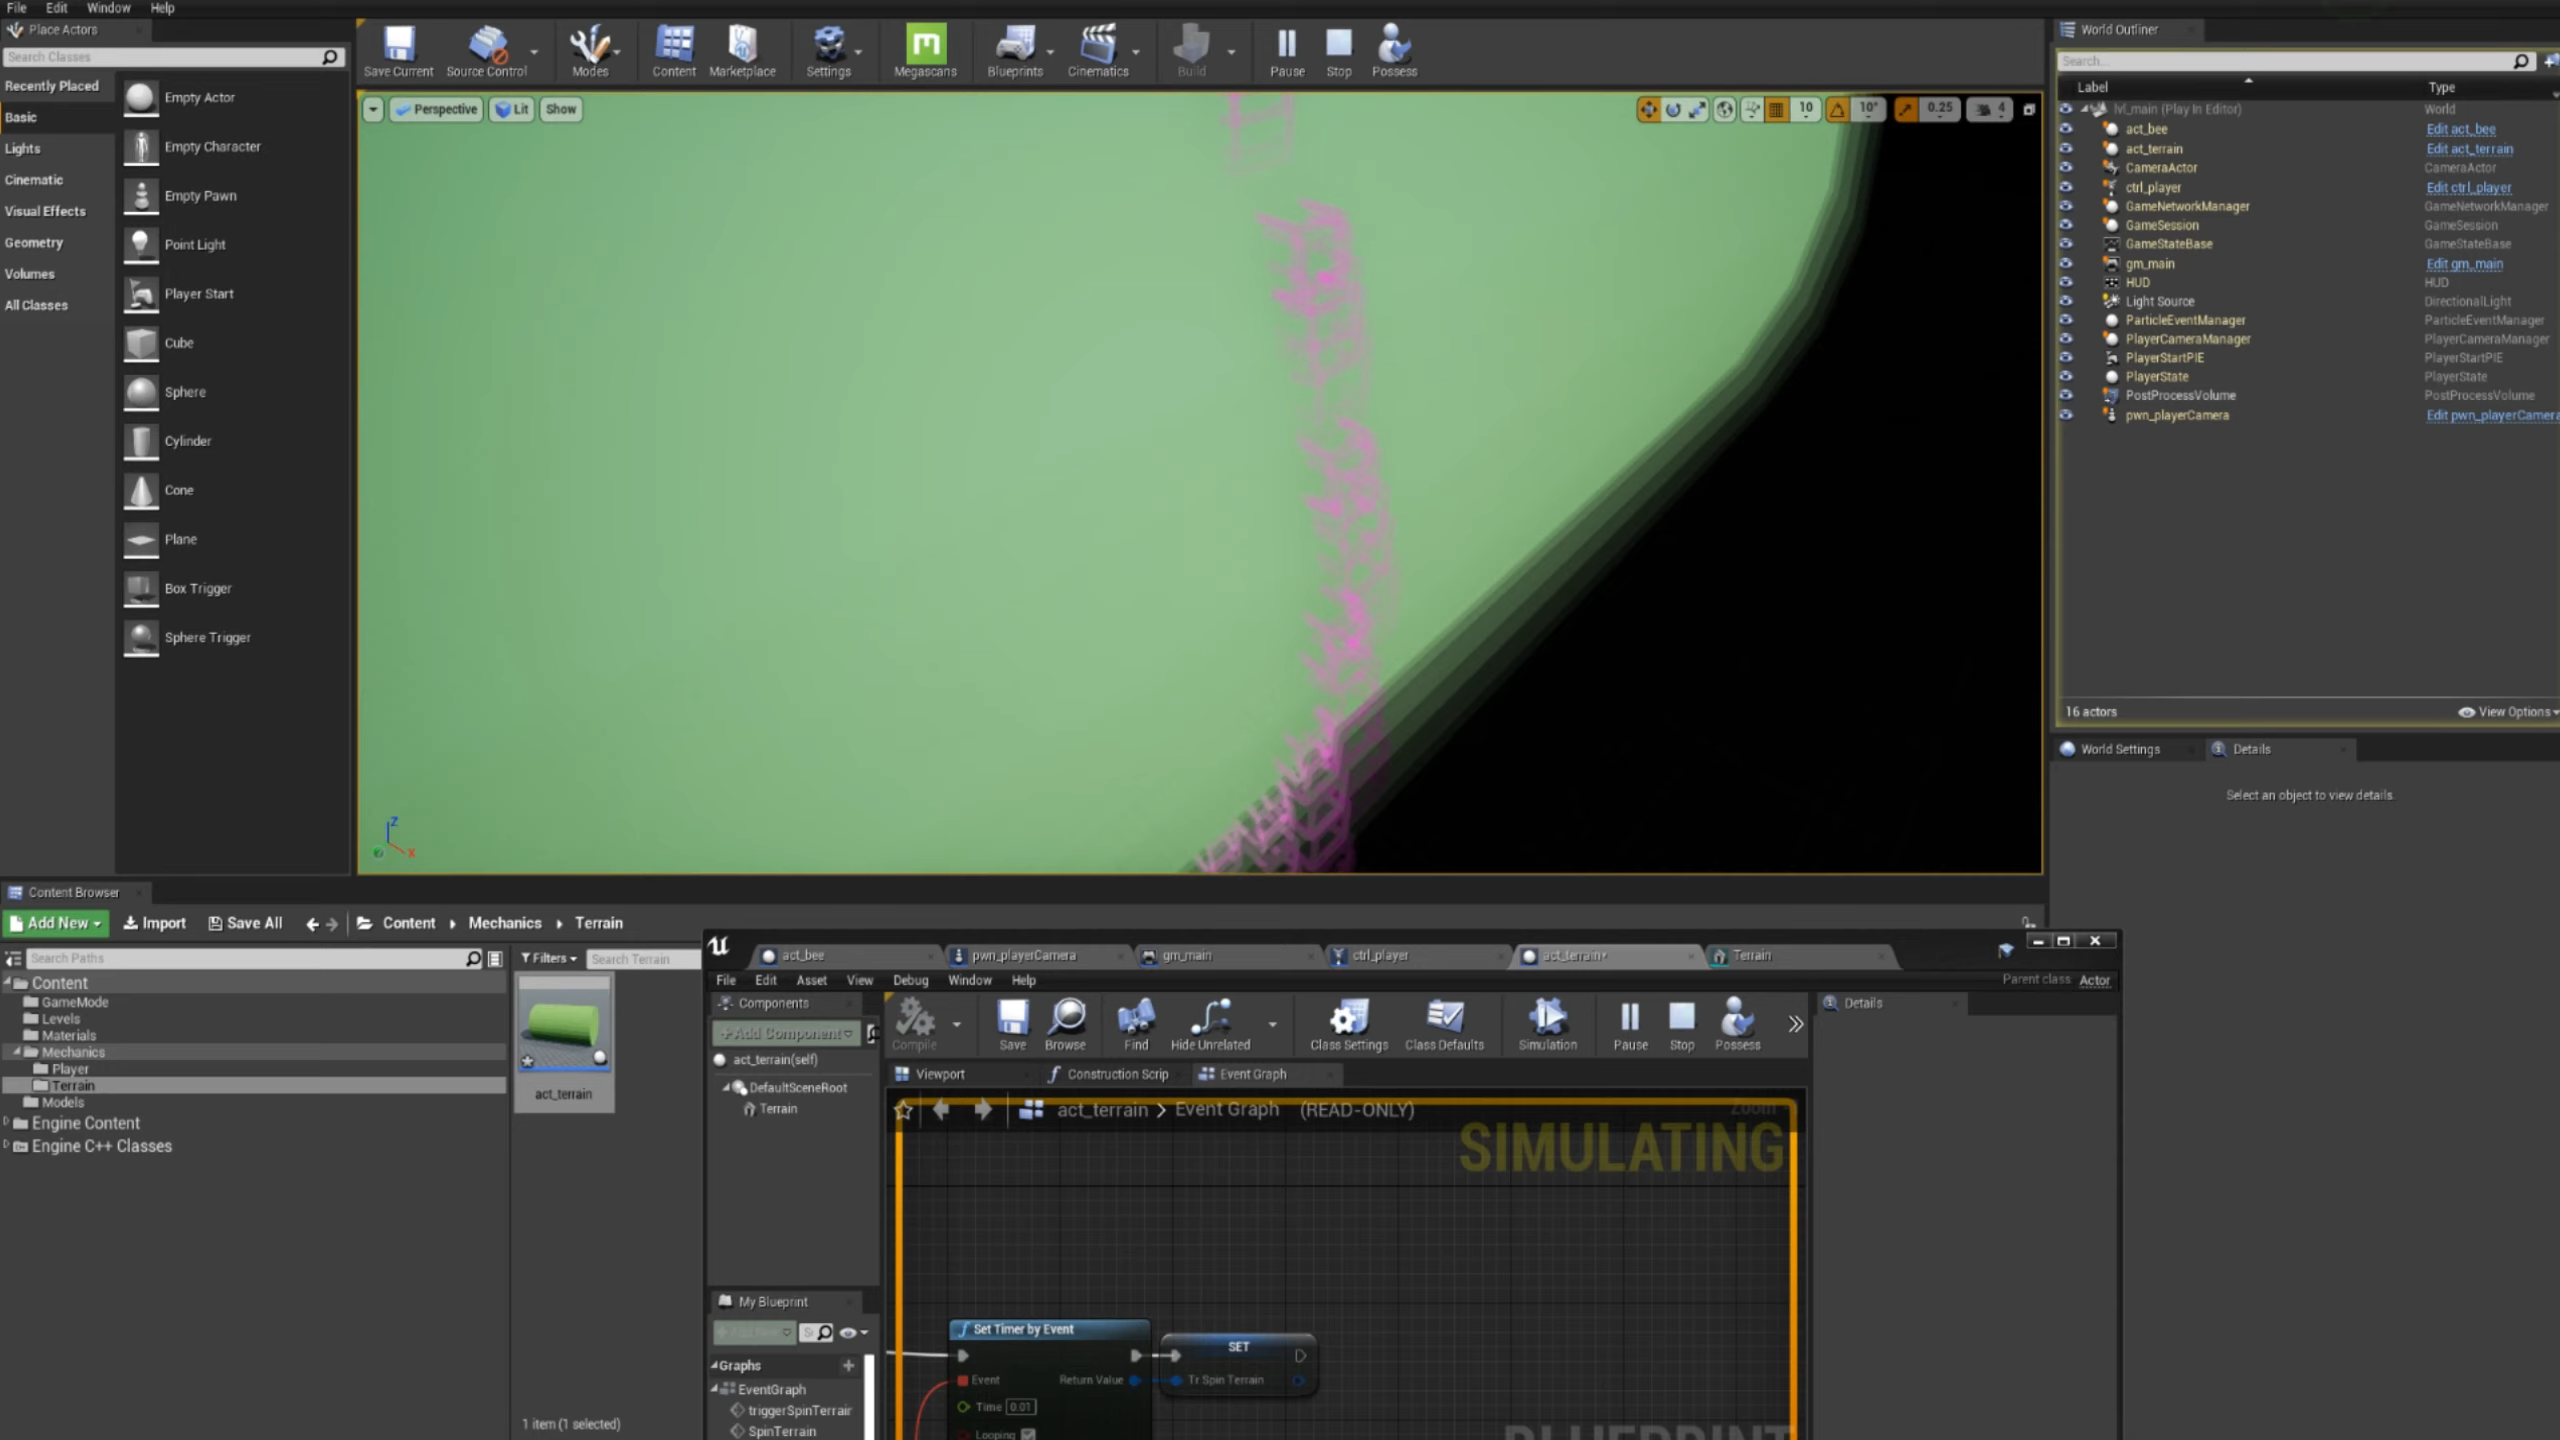 File Edit Window Help
Place Actors
Search Classes
Recently Placed
Basic
Lights
Cinematic
Visual Effects
Geometry
Volumes
All Classes
Empty Actor
Empty Character
Empty Pawn
Point Light
Player Start
Cube
Sphere
Cylinder
Cone
Plane
Box Trigger
Sphere Trigger
Save Current Source Control Modes Content Marketplace Settings Megascans Blueprints Cinematics Build Pause Stop Possess
Perspective Lit Show
10 10° 0.25 4
Z
X
World Outliner
Search...
Label Type
lvl_main (Play In Editor) World
act_bee Edit act_bee
act_terrain Edit act_terrain
CameraActor CameraActor
ctrl_player Edit ctrl_player
GameNetworkManager GameNetworkManager
GameSession GameSession
GameStateBase GameStateBase
gm_main Edit gm_main
HUD HUD
Light Source DirectionalLight
ParticleEventManager ParticleEventManager
PlayerCameraManager PlayerCameraManager
PlayerStartPIE PlayerStartPIE
PlayerState PlayerState
PostProcessVolume PostProcessVolume
pwn_playerCamera Edit pwn_playerCamera
16 actors View Options
World Settings Details
Select an object to view details.
Content Browser
Add New Import Save All Content Mechanics Terrain
Search Paths
Filters Search Terrain
Content
GameMode
Levels
Materials
Mechanics
Player
Terrain
Models
Engine Content
Engine C++ Classes
act_terrain
1 item (1 selected)
act_bee pwn_playerCamera gm_main ctrl_player act_terrain* Terrain
File Edit Asset View Debug Window Help
Parent class: Actor
Components
+Add Component
act_terrain(self)
DefaultSceneRoot
Terrain
Compile Save Browse Find Hide Unrelated Class Settings Class Defaults Simulation Pause Stop Possess
Details
Viewport Construction Scrip Event Graph
act_terrain > Event Graph (READ-ONLY)
Zoom
SIMULATING
My Blueprint
Graphs
EventGraph
triggerSpinTerrair
SpinTerrain
Set Timer by Event
Event Return Value
Time 0.01
Looping
SET
Tr Spin Terrain
BLUEPRINT